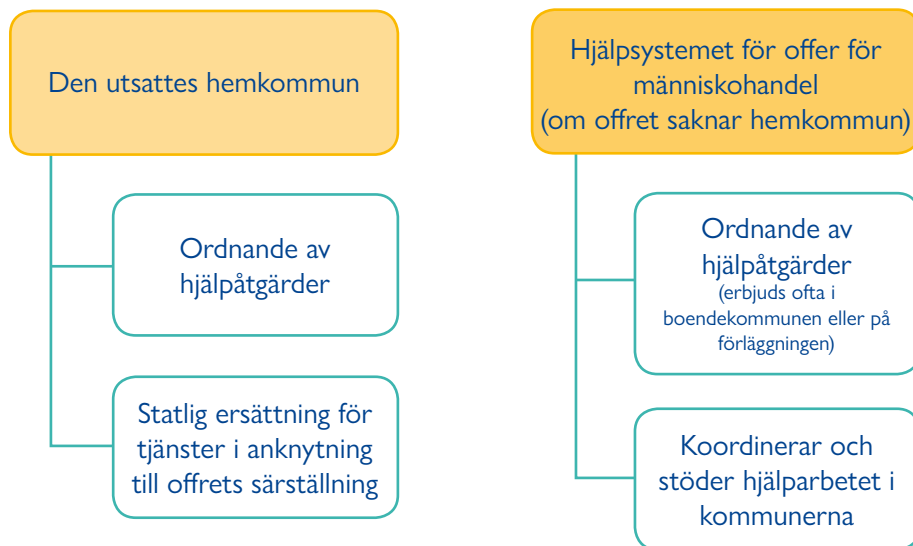 Den utsattes hemkommun
Ordnande av
hjälpåtgärder
Statlig ersättning för
tjänster i anknytning
till offrets särställning
Hjälpsystemet för offer för
människohandel
(om offret saknar hemkommun)
Ordnande av
hjälpåtgärder
(erbjuds ofta i
boendekommunen eller på
förläggningen)
Koordinerar och
stöder hjälparbetet i
kommunerna